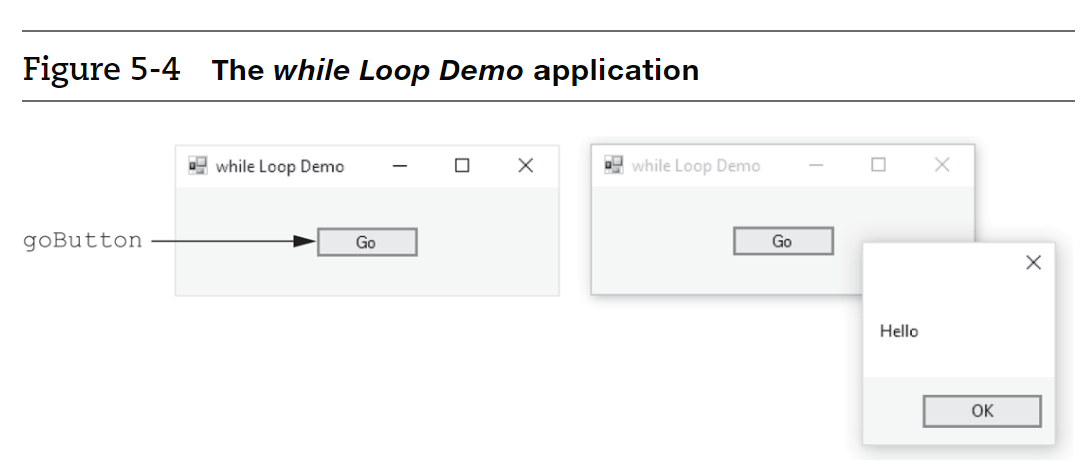 Figure 5-4 The while Loop Demo application
while Loop Demo
while Loop Demo
goButton
Go
Go
Hello
OK